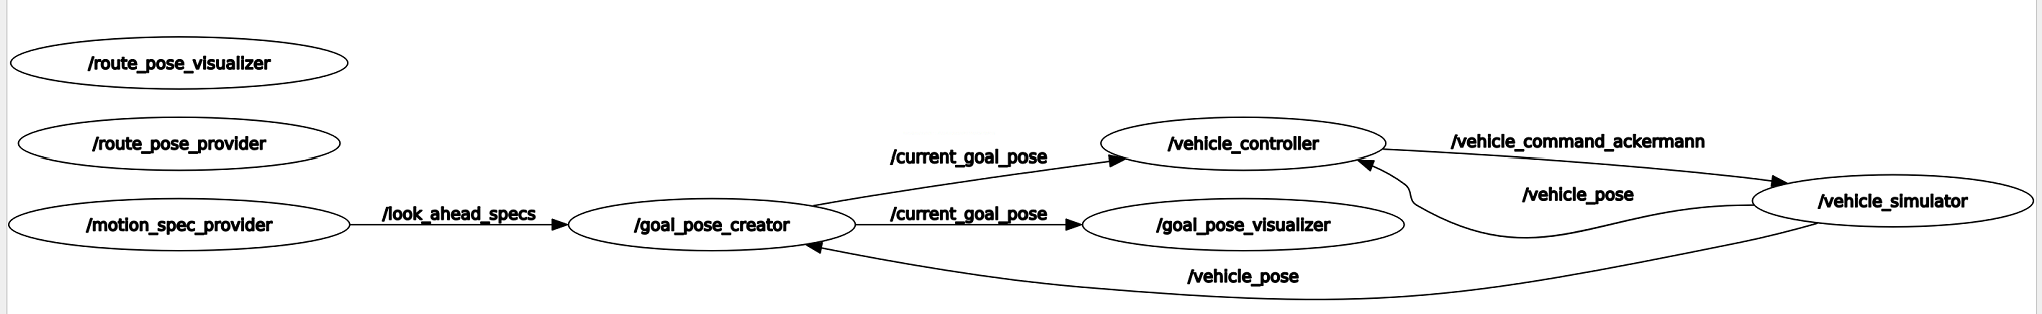 /route_pose_visualizer
/route_pose_provider
/motion_spec_provider
/look_ahead_specs
/goal_pose_creator
/current_goal_pose
/current_goal_pose
/vehicle_controller
/goal_pose_visualizer
/vehicle_command_ackermann
/vehicle_pose
/vehicle_pose
/vehicle_simulator